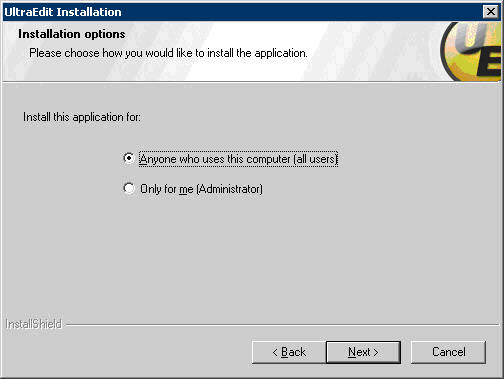 UltraEdit Installation
Installation options
Please choose how you would like to install the application.
UE
Install this application for:
Anyone who uses this computer (all users)
Only for me (Administrator)
InstallShield
< Back
Next >
Cancel